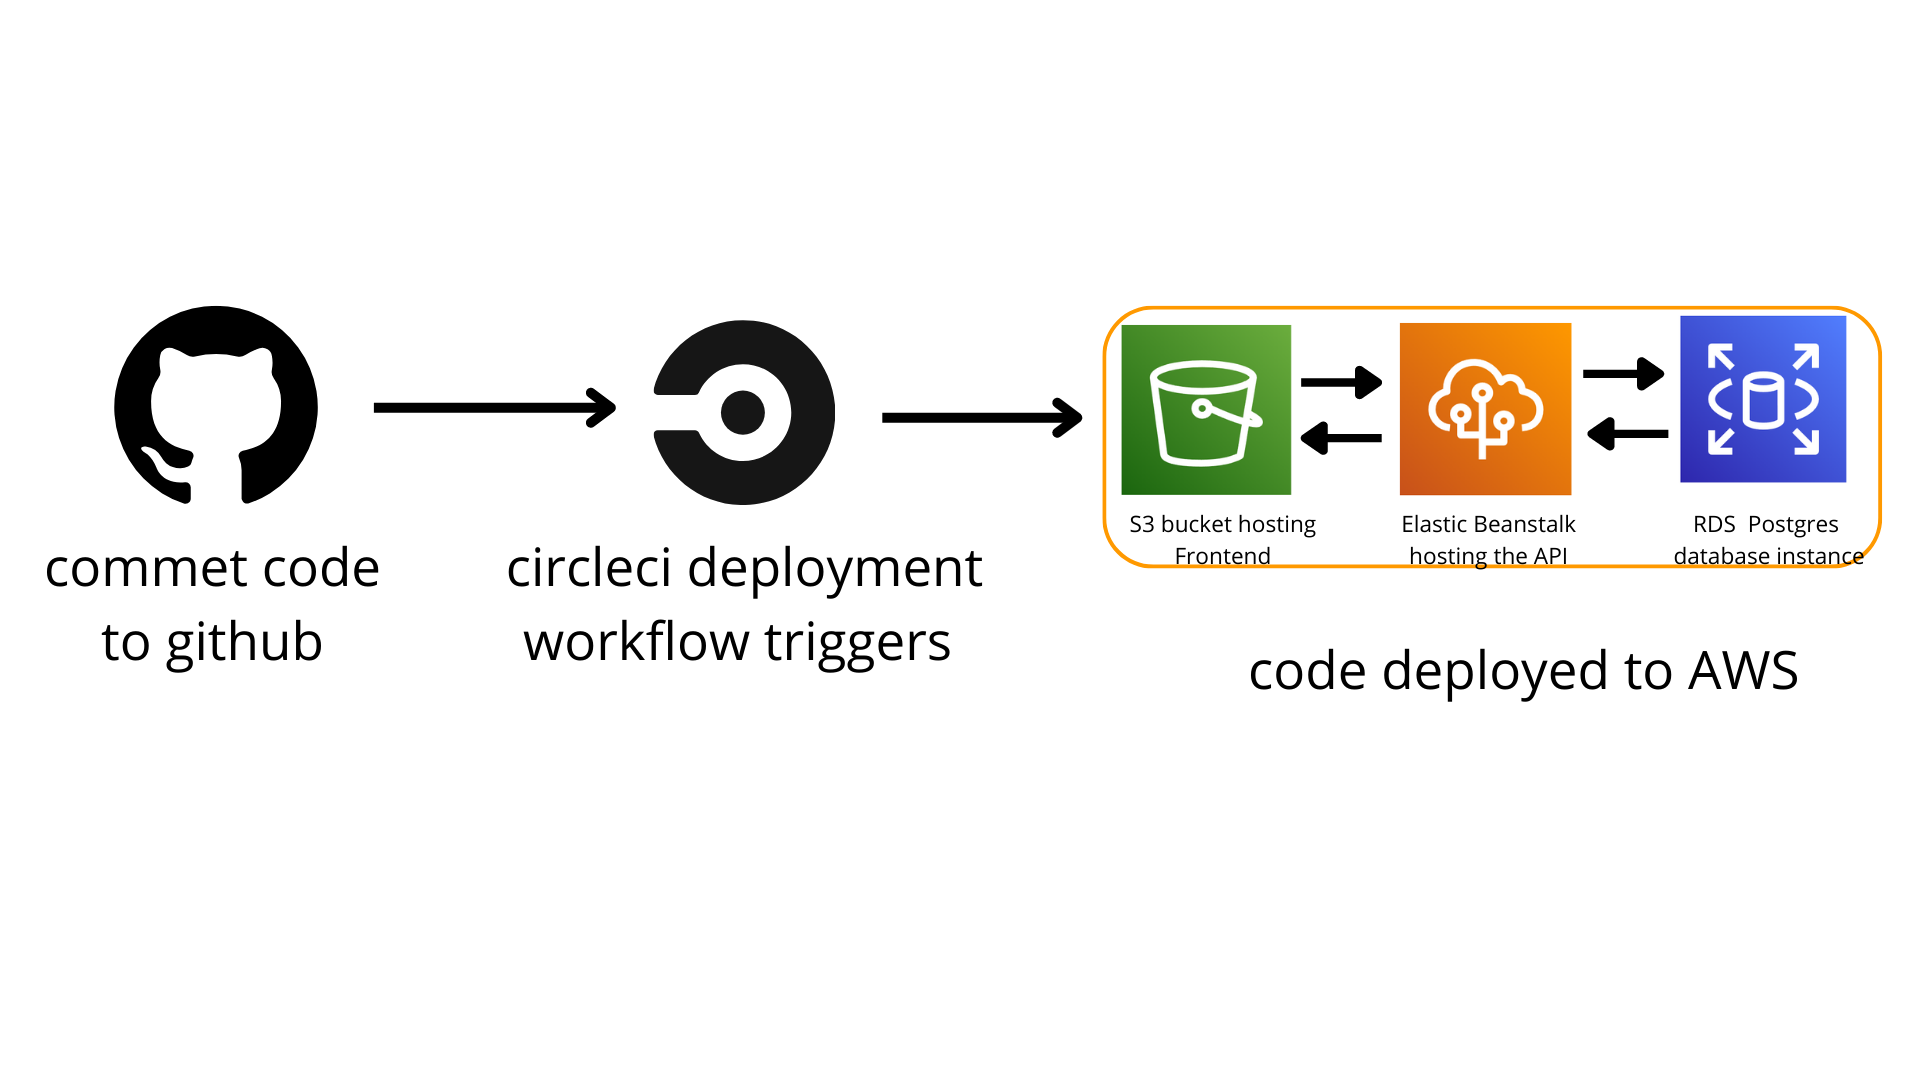 commet code
to github
circleci deployment
workflow triggers
S3 bucket hosting
Frontend
Elastic Beanstalk
hosting the API
RDS  Postgres
database instance
code deployed to AWS